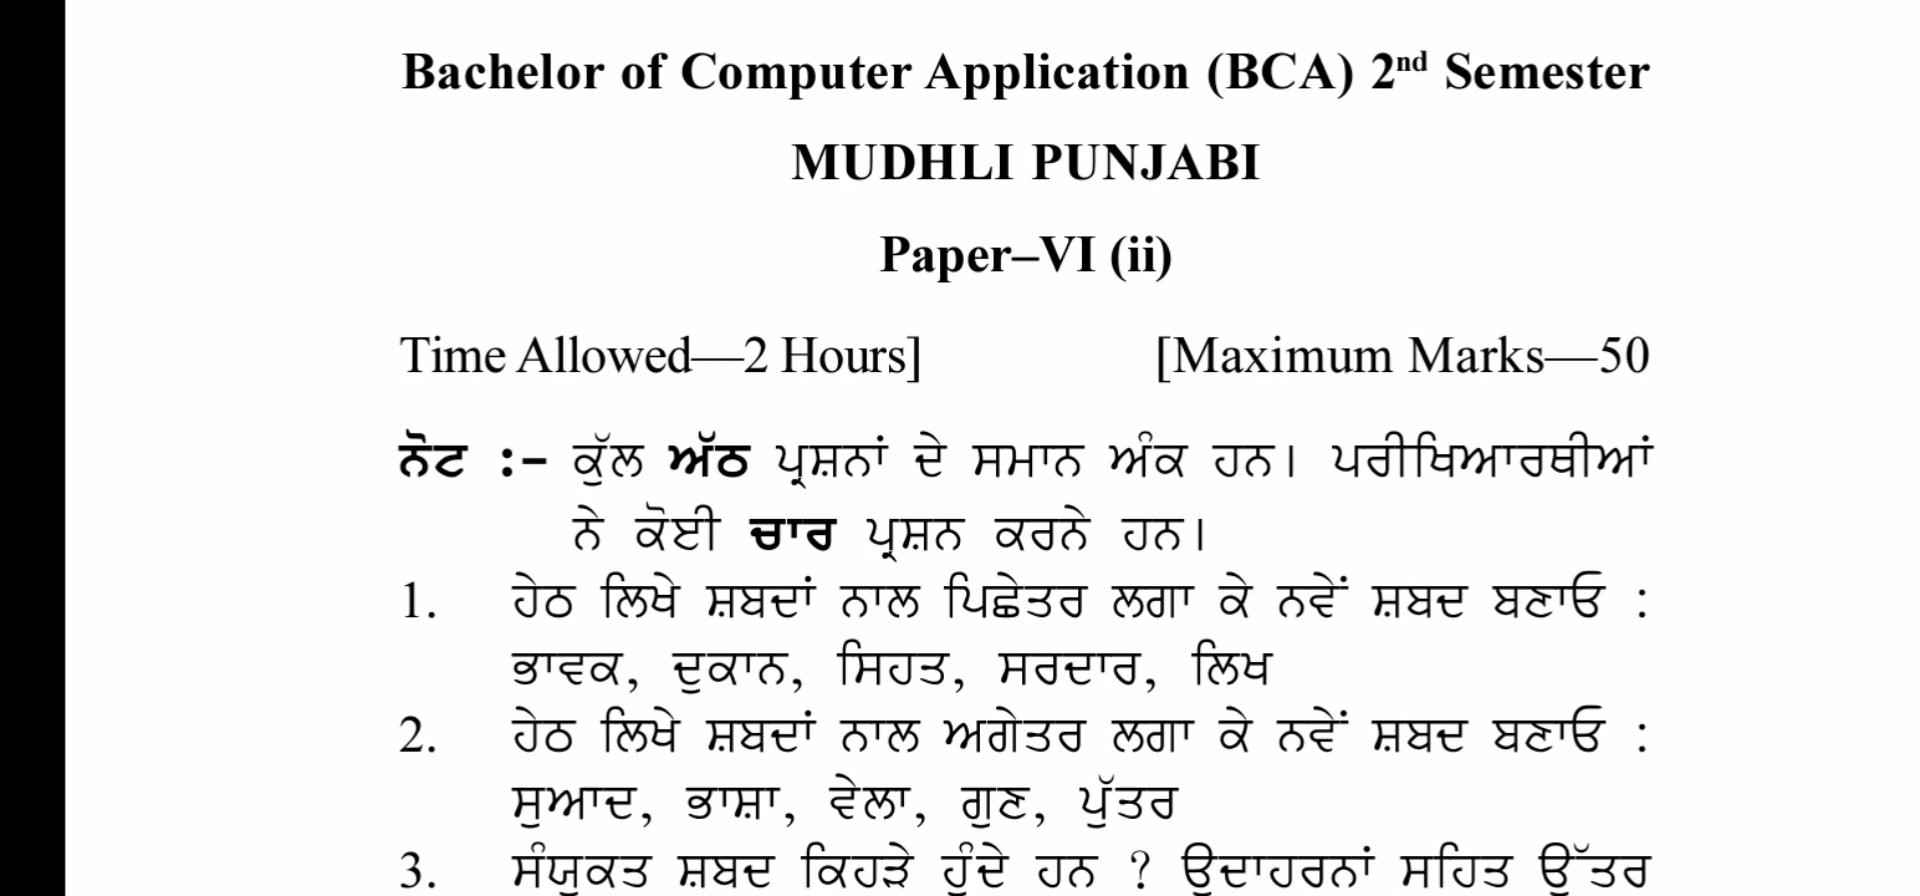 Bachelor of Computer Application (BCA) 2nd Semester
MUDHLI PUNJABI
Paper–VI (ii)
Time Allowed—2 Hours] [Maximum Marks—50
ਨੋਟ :– ਕੁੱਲ ਅੱਠ ਪ੍ਰਸ਼ਨਾਂ ਦੇ ਸਮਾਨ ਅੰਕ ਹਨ। ਪਰੀਖਿਆਰਥੀਆਂ
ਨੇ ਕੋਈ ਚਾਰ ਪ੍ਰਸ਼ਨ ਕਰਨੇ ਹਨ।
1. ਹੇਠ ਲਿਖੇ ਸ਼ਬਦਾਂ ਨਾਲ ਪਿਛੇਤਰ ਲਗਾ ਕੇ ਨਵੇਂ ਸ਼ਬਦ ਬਣਾਓ :
ਭਾਵਕ, ਦੁਕਾਨ, ਸਿਹਤ, ਸਰਦਾਰ, ਲਿਖ
2. ਹੇਠ ਲਿਖੇ ਸ਼ਬਦਾਂ ਨਾਲ ਅਗੇਤਰ ਲਗਾ ਕੇ ਨਵੇਂ ਸ਼ਬਦ ਬਣਾਓ :
ਸੁਆਦ, ਭਾਸ਼ਾ, ਵੇਲਾ, ਗੁਣ, ਪੁੱਤਰ
3. ਸੰਯੁਕਤ ਸ਼ਬਦ ਕਿਹੜੇ ਹੁੰਦੇ ਹਨ ? ਉਦਾਹਰਨਾਂ ਸਹਿਤ ਉੱਤਰ